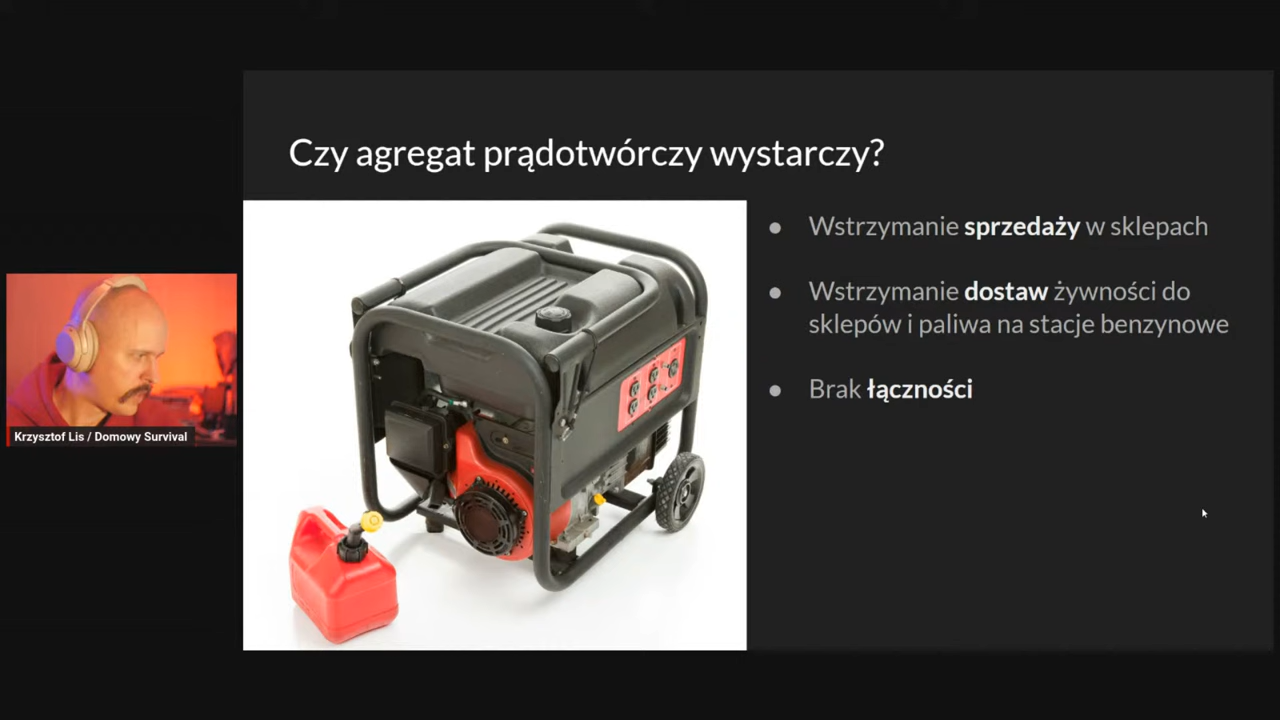 Czy agregat prądotwórczy wystarczy?
● Wstrzymanie sprzedaży w sklepach
● Wstrzymanie dostaw żywności do
sklepów i paliwa na stacje benzynowe
● Brak łączności
Krzysztof Lis / Domowy Survival